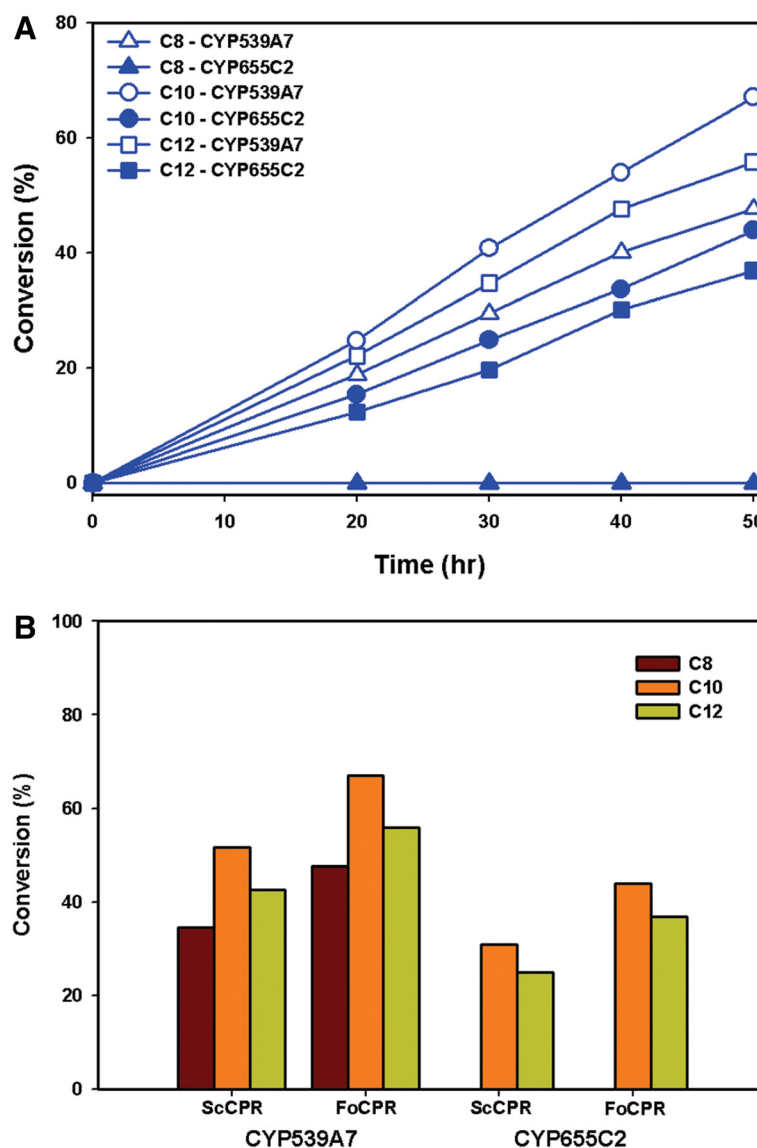 A
80
C8 - CYP539A7
C8 - CYP655C2
C10 - CYP539A7
C10 - CYP655C2
C12 - CYP539A7
C12 - CYP655C2
60
40
20
0
Conversion (%)
0 10 20 30 40 50
Time (hr)
B
100
80
60
40
20
0
Conversion (%)
C8
C10
C12
ScCPR FoCPR ScCPR FoCPR
CYP539A7 CYP655C2